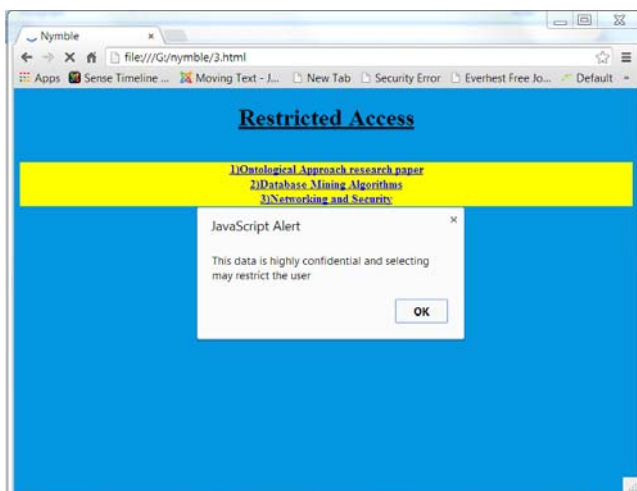 Nymble
file:///G:/nymble/3.html
Apps Sense Timeline ... Moving Text - J... New Tab Security Error Everhest Free Jo... Default »
Restricted Access
1)Ontological Approach research paper
2)Database Mining Algorithms
3)Networking and Security
JavaScript Alert
This data is highly confidential and selecting
may restrict the user
OK